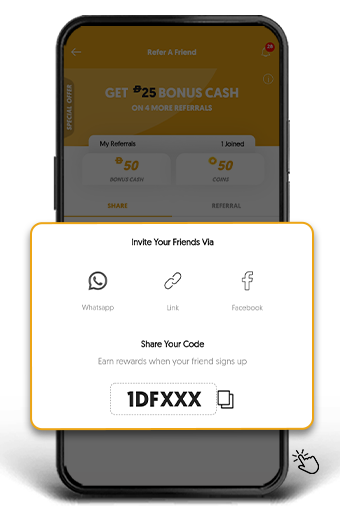 Refer A Friend
28
GET 25 BONUS CASH
ON 4 MORE REFERRALS
SPECIAL OFFER
My Referrals 1 Joined
50 50
BONUS CASH COINS
SHARE REFERRAL
Invite Your Friends Via
Whatsapp Link Facebook
Share Your Code
Earn rewards when your friend signs up
1DFXXX